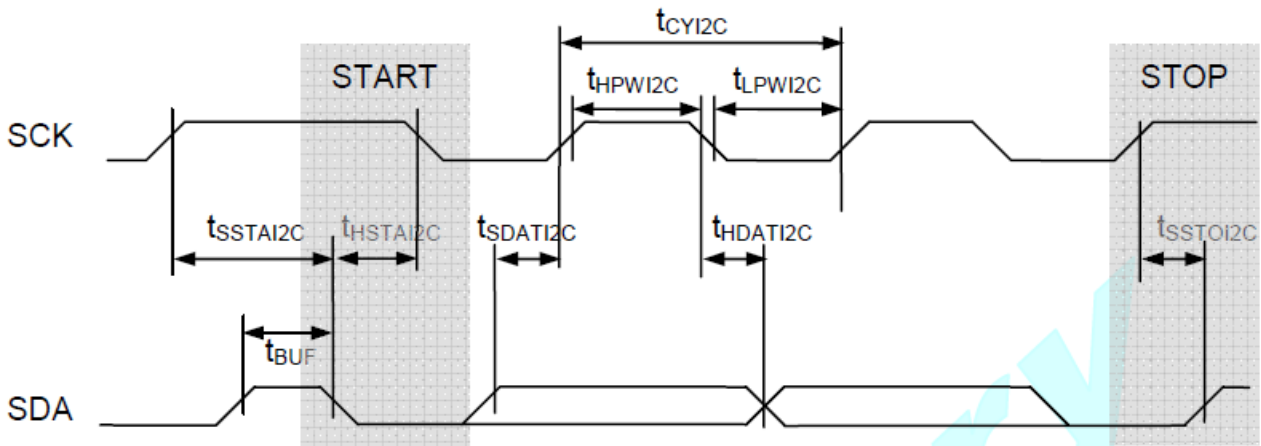 tCYI2C
START
STOP
tHPWI2C tLPWI2C
SCK
tSSTAI2C tHSTAI2C tSDATI2C tHDATI2C tSSTOI2C
tBUF
SDA